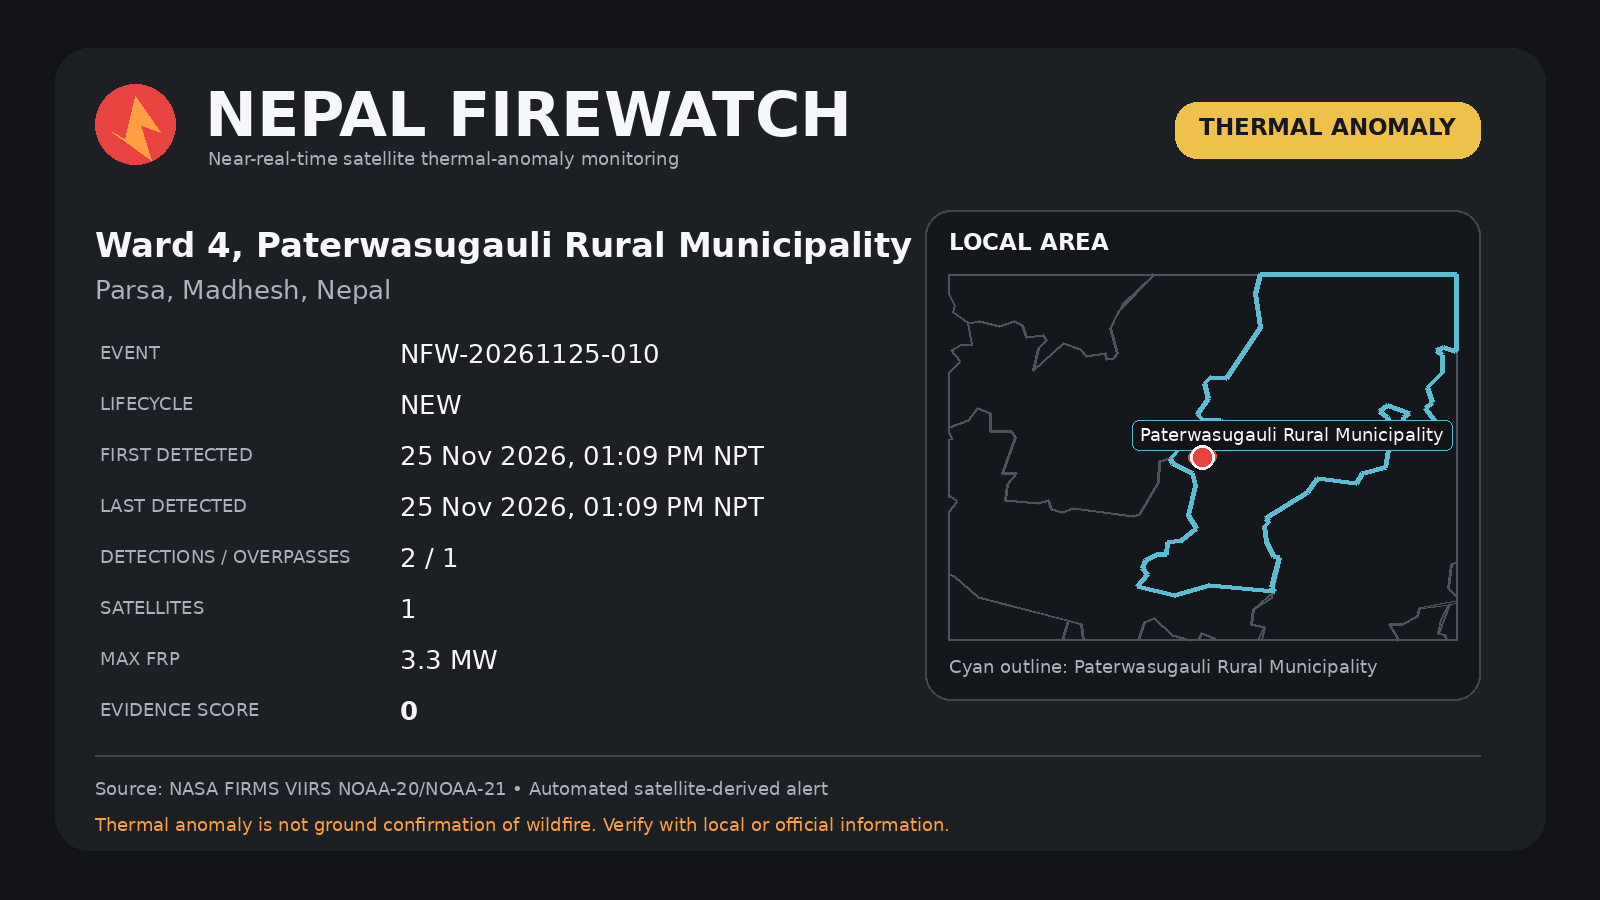 NEPAL FIREWATCH
Near-real-time satellite thermal-anomaly monitoring
THERMAL ANOMALY
Ward 4, Paterwasugauli Rural Municipality
Parsa, Madhesh, Nepal
EVENT NFW-20261125-010
LIFECYCLE NEW
FIRST DETECTED 25 Nov 2026, 01:09 PM NPT
LAST DETECTED 25 Nov 2026, 01:09 PM NPT
DETECTIONS / OVERPASSES 2 / 1
SATELLITES 1
MAX FRP 3.3 MW
EVIDENCE SCORE 0
LOCAL AREA
Paterwasugauli Rural Municipality
Cyan outline: Paterwasugauli Rural Municipality
Source: NASA FIRMS VIIRS NOAA-20/NOAA-21 • Automated satellite-derived alert
Thermal anomaly is not ground confirmation of wildfire. Verify with local or official information.